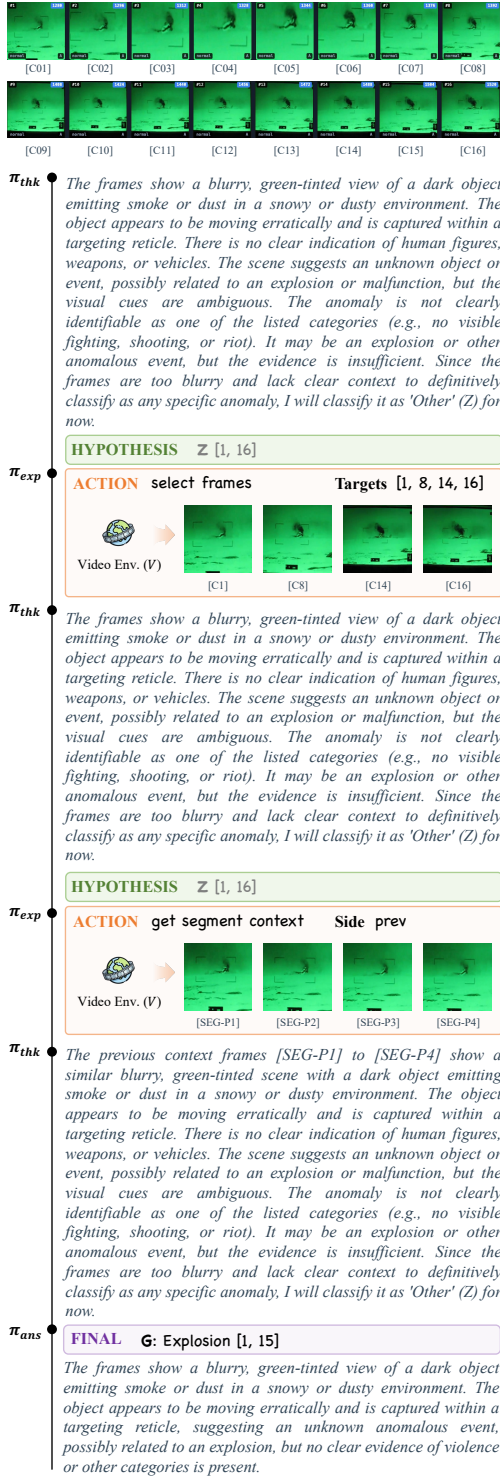 #1 #2 #3 #4 #5 #6 #7 #8
normal A
[C01] [C02] [C03] [C04] [C05] [C06] [C07] [C08]
#9 #10 #11 #12 #13 #14 #15 #16
normal A
[C09] [C10] [C11] [C12] [C13] [C14] [C15] [C16]
π_thk
The frames show a blurry, green-tinted view of a dark object
emitting smoke or dust in a snowy or dusty environment. The
object appears to be moving erratically and is captured within a
targeting reticle. There is no clear indication of human figures,
weapons, or vehicles. The scene suggests an unknown object or
event, possibly related to an explosion or malfunction, but the
visual cues are ambiguous. The anomaly is not clearly
identifiable as one of the listed categories (e.g., no visible
fighting, shooting, or riot). It may be an explosion or other
anomalous event, but the evidence is insufficient. Since the
frames are too blurry and lack clear context to definitively
classify as any specific anomaly, I will classify it as 'Other' (Z) for
now.
HYPOTHESIS Z [1, 16]
π_exp
ACTION select frames Targets [1, 8, 14, 16]
Video Env. (V)
[C1] [C8] [C14] [C16]
π_thk
The frames show a blurry, green-tinted view of a dark object
emitting smoke or dust in a snowy or dusty environment. The
object appears to be moving erratically and is captured within a
targeting reticle. There is no clear indication of human figures,
weapons, or vehicles. The scene suggests an unknown object or
event, possibly related to an explosion or malfunction, but the
visual cues are ambiguous. The anomaly is not clearly
identifiable as one of the listed categories (e.g., no visible
fighting, shooting, or riot). It may be an explosion or other
anomalous event, but the evidence is insufficient. Since the
frames are too blurry and lack clear context to definitively
classify as any specific anomaly, I will classify it as 'Other' (Z) for
now.
HYPOTHESIS Z [1, 16]
π_exp
ACTION get segment context Side prev
Video Env. (V)
[SEG-P1] [SEG-P2] [SEG-P3] [SEG-P4]
π_thk
The previous context frames [SEG-P1] to [SEG-P4] show a
similar blurry, green-tinted scene with a dark object emitting
smoke or dust in a snowy or dusty environment. The object
appears to be moving erratically and is captured within a
targeting reticle. There is no clear indication of human figures,
weapons, or vehicles. The scene suggests an unknown object or
event, possibly related to an explosion or malfunction, but the
visual cues are ambiguous. The anomaly is not clearly
identifiable as one of the listed categories (e.g., no visible
fighting, shooting, or riot). It may be an explosion or other
anomalous event, but the evidence is insufficient. Since the
frames are too blurry and lack clear context to definitively
classify as any specific anomaly, I will classify it as 'Other' (Z) for
now.
π_ans
FINAL G: Explosion [1, 15]
The frames show a blurry, green-tinted view of a dark object
emitting smoke or dust in a snowy or dusty environment. The
object appears to be moving erratically and is captured within a
targeting reticle, suggesting an unknown anomalous event,
possibly related to an explosion, but no clear evidence of violence
or other categories is present.